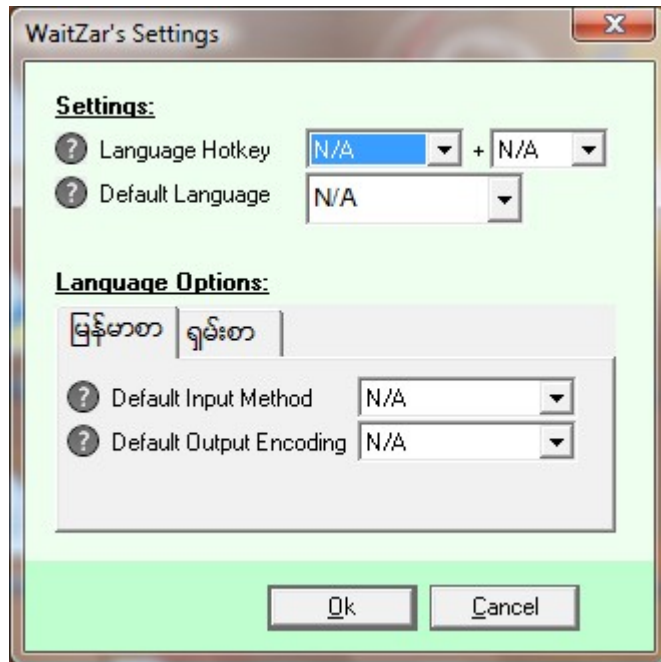 WaitZar's Settings
Settings:
? Language Hotkey N/A + N/A
? Default Language N/A
Language Options:
မြန်မာစာ ရှမ်းစာ
? Default Input Method N/A
? Default Output Encoding N/A
Ok Cancel